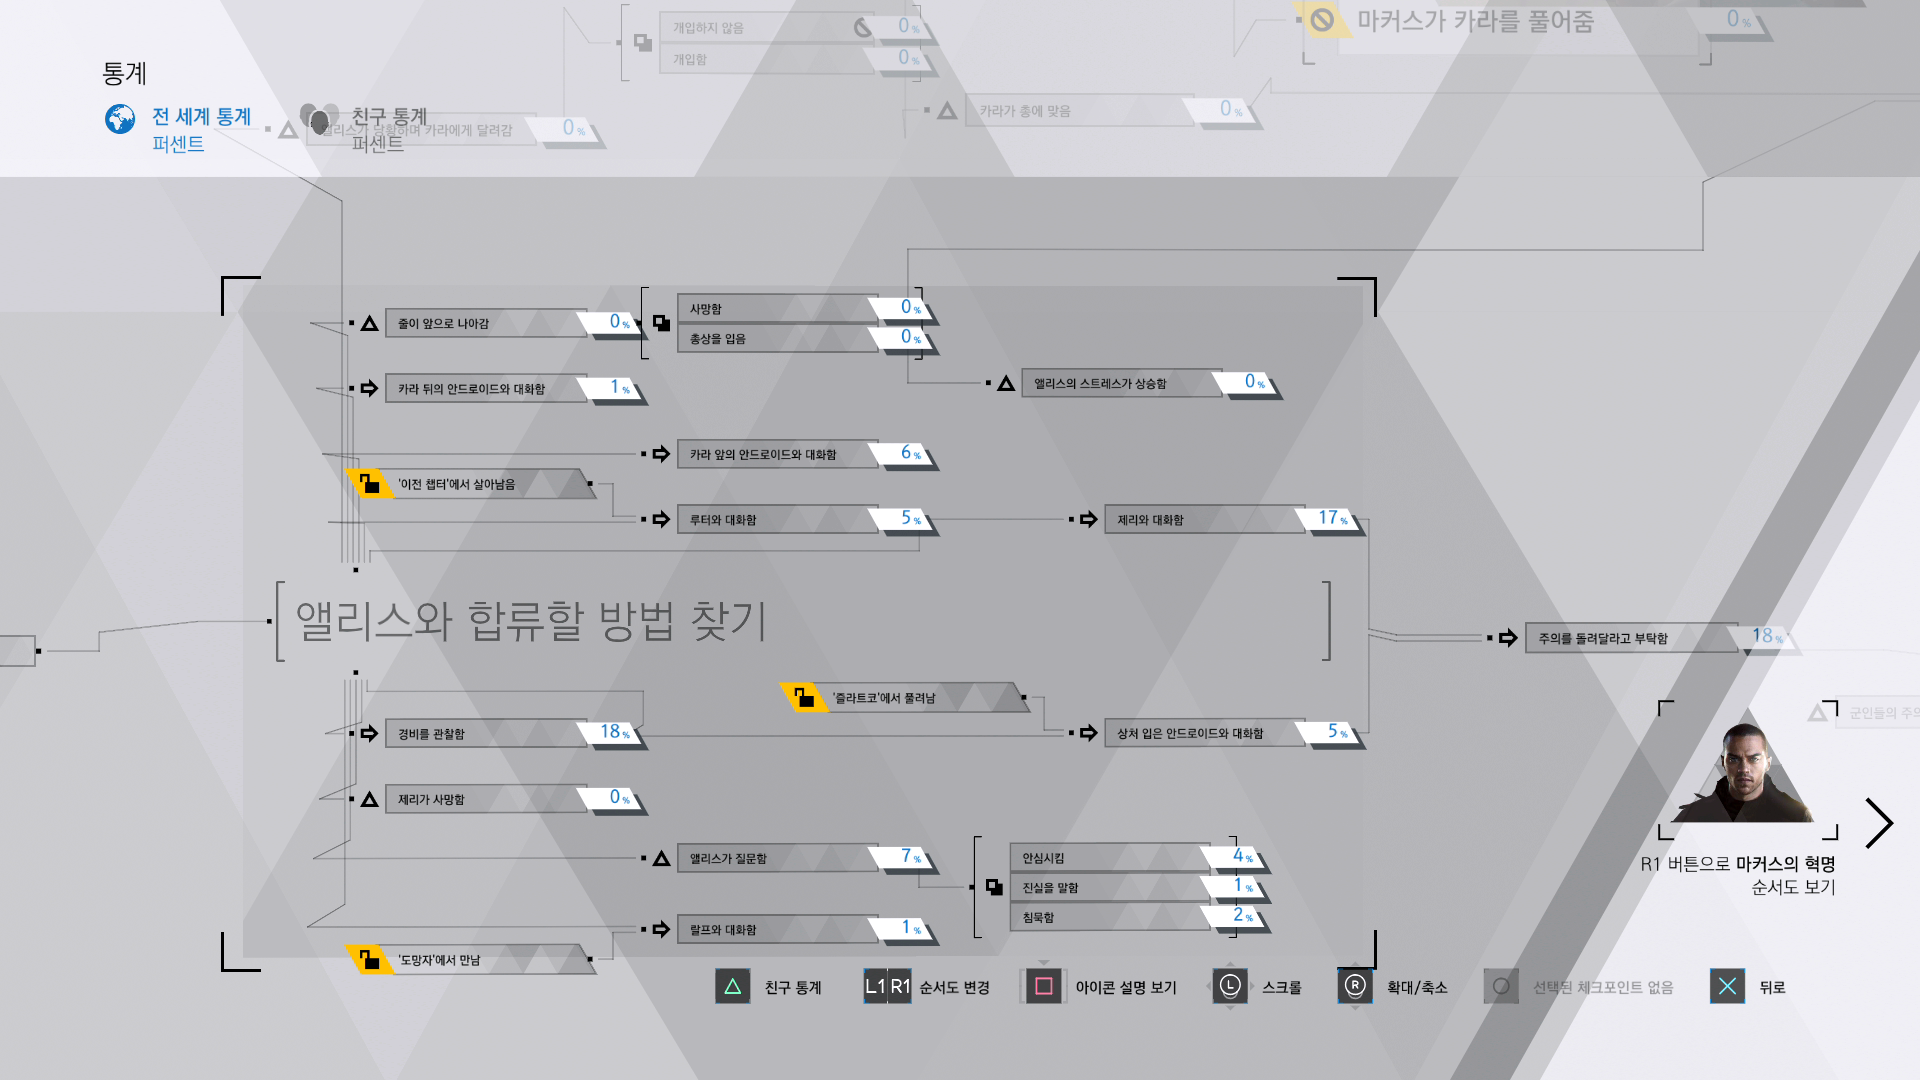 개입하지 않음 0 %
개입함 0 %
마커스가 카라를 풀어줌 0 %
통계
전 세계 통계
퍼센트
친구 통계
퍼센트
앨리스가 당황하며 카라에게 달려감 0 %
카라가 총에 맞음 0 %
줄이 앞으로 나아감 0 %
사망함 0 %
총상을 입음 0 %
카라 뒤의 안드로이드와 대화함 1 %
앨리스의 스트레스가 상승함 0 %
카라 앞의 안드로이드와 대화함 6 %
'이전 챕터'에서 살아남음
루터와 대화함 5 %
제리와 대화함 17 %
앨리스와 합류할 방법 찾기
주의를 돌려달라고 부탁함 18 %
'즐라트코'에서 풀려남
경비를 관찰함 18 %
상처 입은 안드로이드와 대화함 5 %
군인들의 주의
제리가 사망함 0 %
앨리스가 질문함 7 %
안심시킴 4 %
진실을 말함 1 %
침묵함 2 %
랄프와 대화함 1 %
'도망자'에서 만남
R1 버튼으로 마커스의 혁명
순서도 보기
친구 통계
L1 R1 순서도 변경
아이콘 설명 보기
L 스크롤
R 확대/축소
선택된 체크포인트 없음
뒤로